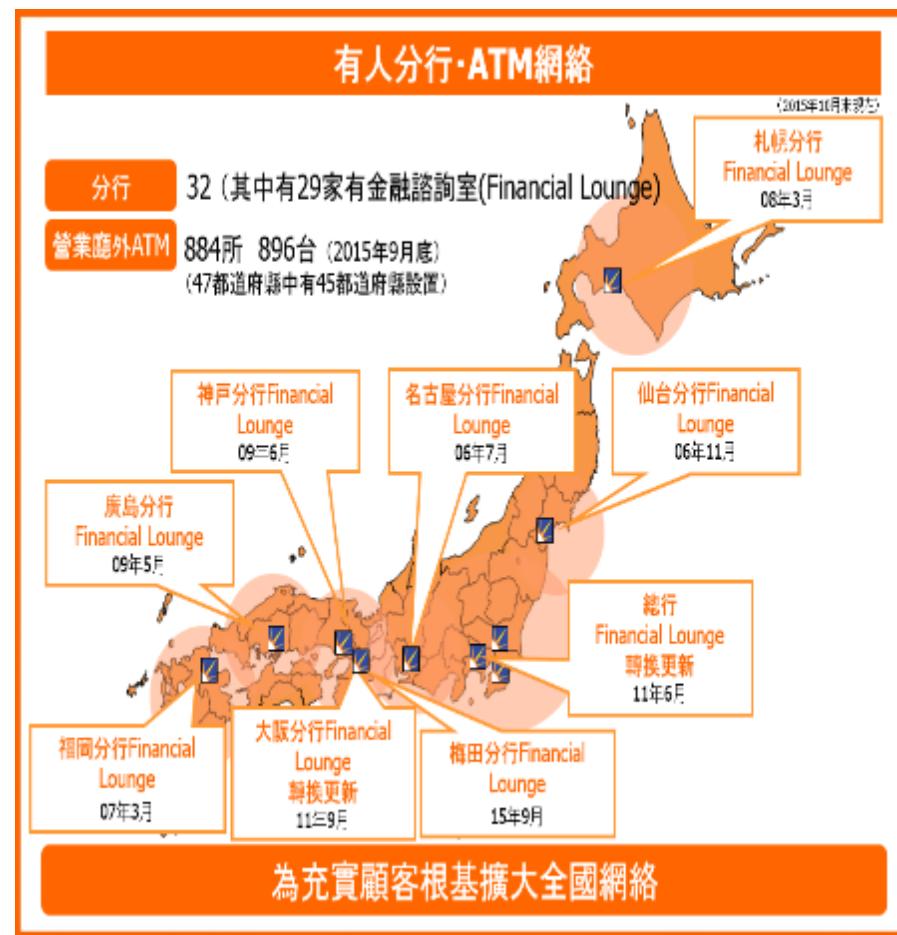 有人分行·ATM網絡
(2015年10月末現在)
分行
32 (其中有29家有金融諮詢室(Financial Lounge)
營業廳外ATM
884所 896台 (2015年9月底)
(47都道府縣中有45都道府縣設置)
札幌分行
Financial Lounge
08年3月
神戸分行Financial
Lounge
09年6月
名古屋分行Financial
Lounge
06年7月
仙台分行Financial
Lounge
06年11月
廣島分行
Financial Lounge
09年5月
總行
Financial Lounge
轉換更新
11年6月
福岡分行Financial
Lounge
07年3月
大阪分行Financial
Lounge
轉換更新
11年9月
梅田分行Financial
Lounge
15年9月
為充實顧客根基擴大全國網絡